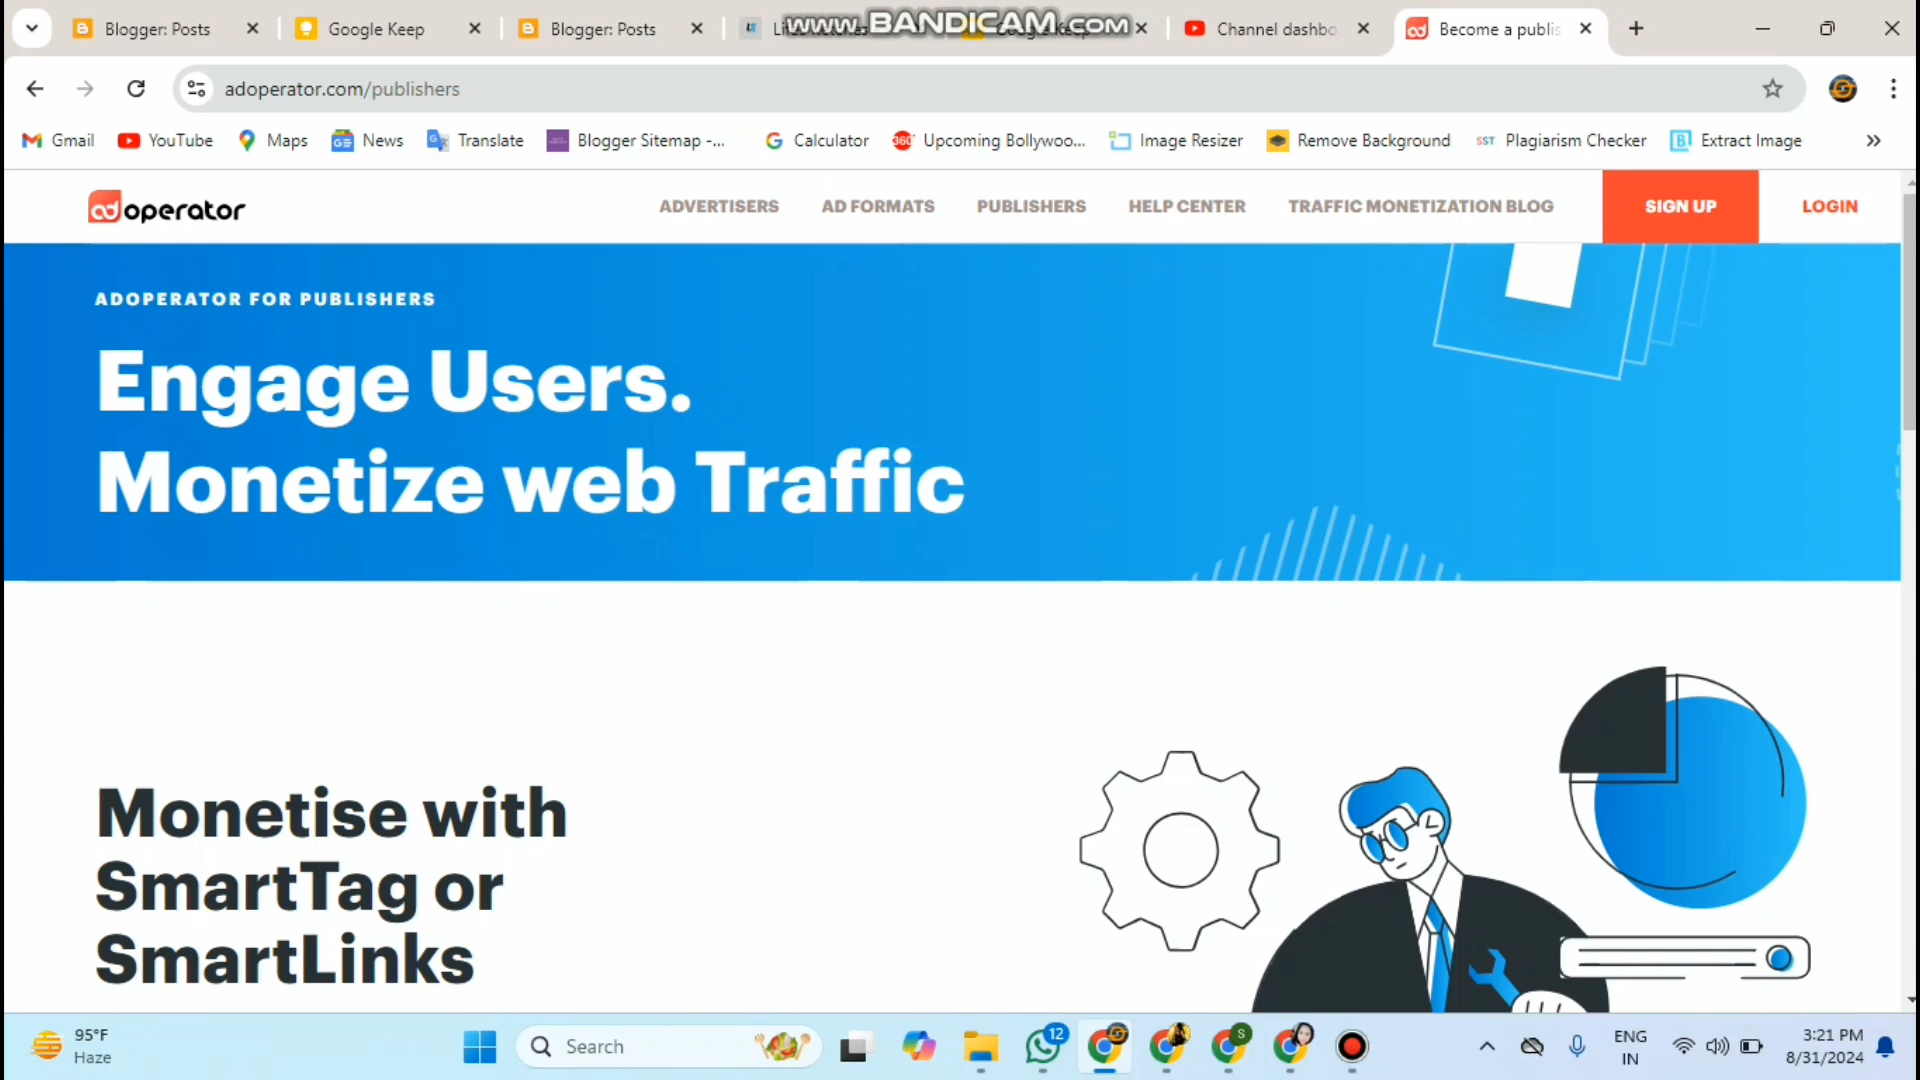 Blogger: Posts
Google Keep
Blogger: Posts
www.BANDICAM.com
Channel dashbo
Become a publis
adoperator.com/publishers
Gmail
YouTube
Maps
News
Translate
Blogger Sitemap -...
Calculator
Upcoming Bollywoo...
Image Resizer
Remove Background
SST Plagiarism Checker
Extract Image
adoperator
ADVERTISERS
AD FORMATS
PUBLISHERS
HELP CENTER
TRAFFIC MONETIZATION BLOG
SIGN UP
LOGIN
ADOPERATOR FOR PUBLISHERS
Engage Users.
Monetize web Traffic
Monetise with
SmartTag or
SmartLinks
95°F
Haze
Search
12
S
ENG
IN
3:21 PM
8/31/2024